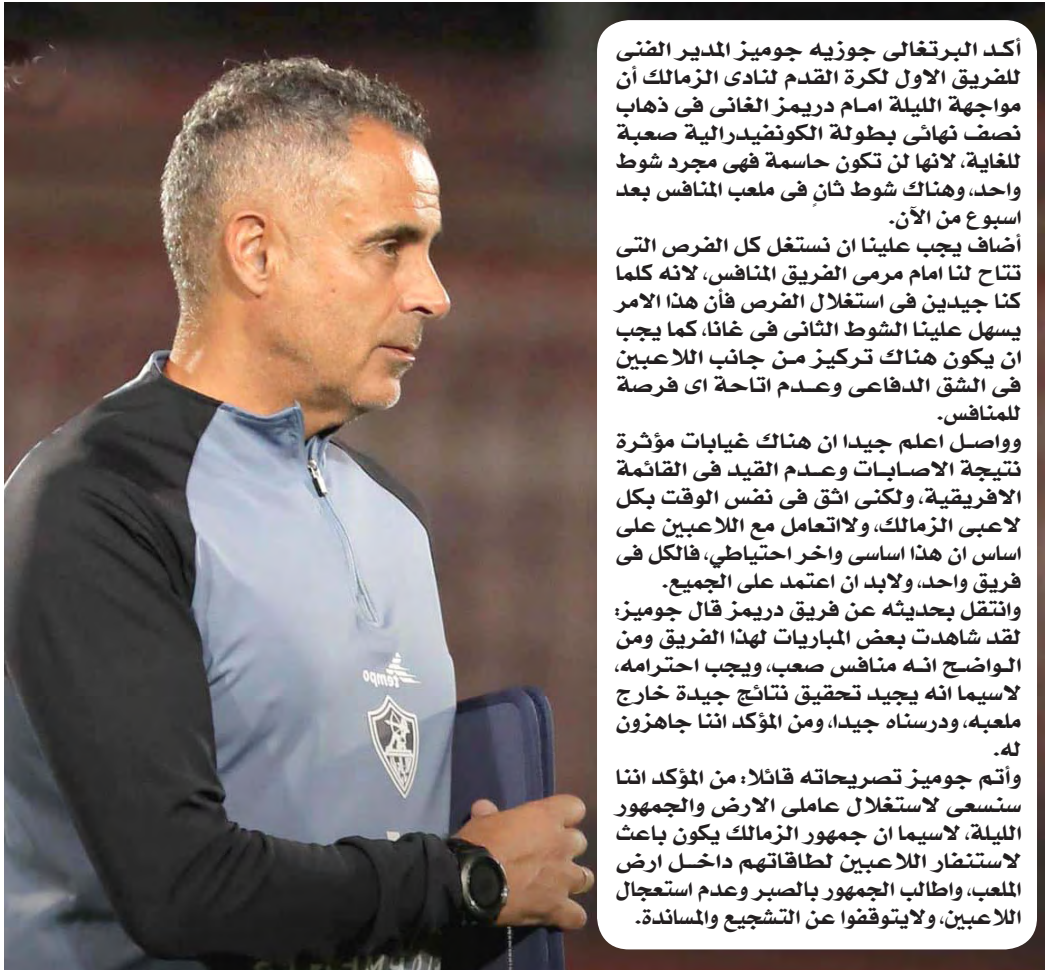 أكـد البرتغالى جوزيه جوميز المدير الفنى
للفريق الاول لكرة القدم لنادى الزمالك أن
مواجهة الليلة امـام دريمز الغانى فى ذهاب
نصف نهائى بطولة الكونفيدرالية صعبة
للغاية، لانها لن تكون حاسمة فهى مجرد شوط
واحد، وهناك شوط ثانٍ فى ملعب المنافس بعد
اسبوع من الآن.
أضاف يجب علينا ان نستغل كل الفرص التى
تتاح لنا امام مرمى الفريق المنافس، لانه كلما
كنا جيدين فى استغلال الفرص فأن هذا الامر
يسهل علينا الشوط الثانى فى غانا، كما يجب
ان يكون هناك تركيز من جانب اللاعبين
فى الشق الدفاعى وعـدم اتاحة اى فرصة
للمنافس.
وواصـل اعلم جيدا ان هناك غيابات مؤثرة
نتيجة الاصـابـات وعـدم القيد فى القائمة
الافريقية، ولكنى اثق فى نفس الوقت بكل
لاعبى الزمالك، ولااتعامل مع اللاعبين على
اساس ان هذا اساسى واخر احتياطي، فالكل فى
فريق واحد، ولابد ان اعتمد على الجميع.
وانتقل بحديثه عن فريق دريمز قال جوميز:
لقد شاهدت بعض المباريات لهذا الفريق ومن
الـواضـح انـه منافس صعب، ويجب احترامه،
لاسيما انه يجيد تحقيق نتائج جيدة خارج
ملعبه، ودرسناه جيدا، ومن المؤكد اننا جاهزون
له.
وأتم جوميز تصريحاته قائلا: من المؤكد اننا
سنسعى لاستغلال عاملى الارض والجمهور
الليلة، لاسيما ان جمهور الزمالك يكون باعث
لاستنفار اللاعبين لطاقاتهم داخـل ارض
الملعب، واطالب الجمهور بالصبر وعدم استعجال
اللاعبين، ولايتوقفوا عن التشجيع والمساندة.
tempo